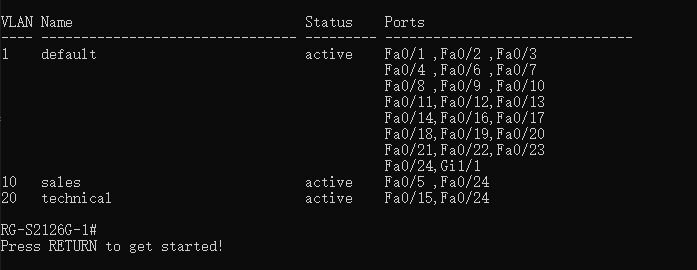 VLAN Name                             Status    Ports
---- -------------------------------- --------- -------------------------------
1    default                          active    Fa0/1 ,Fa0/2 ,Fa0/3
                                                Fa0/4 ,Fa0/6 ,Fa0/7
                                                Fa0/8 ,Fa0/9 ,Fa0/10
                                                Fa0/11,Fa0/12,Fa0/13
                                                Fa0/14,Fa0/16,Fa0/17
                                                Fa0/18,Fa0/19,Fa0/20
                                                Fa0/21,Fa0/22,Fa0/23
                                                Fa0/24,Gi1/1
10   sales                            active    Fa0/5 ,Fa0/24
20   technical                        active    Fa0/15,Fa0/24
RG-S2126G-1#
Press RETURN to get started!